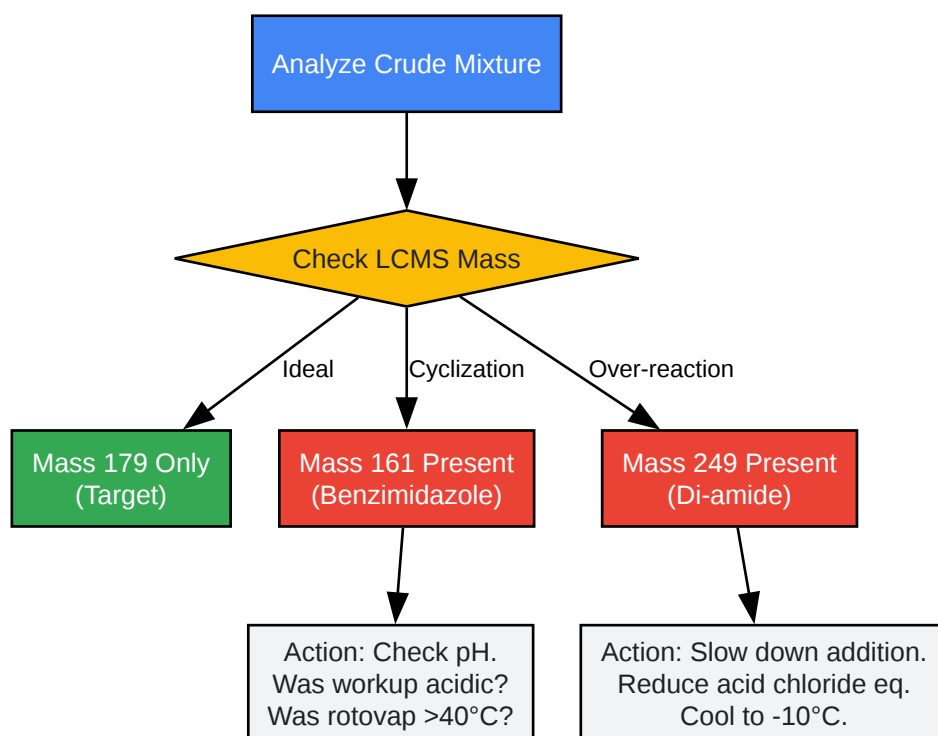 Analyze Crude Mixture
Check LCMS Mass
Ideal
Cyclization
Over-reaction
Mass 179 Only
(Target)
Mass 161 Present
(Benzimidazole)
Mass 249 Present
(Di-amide)
Action: Check pH.
Was workup acidic?
Was rotovap >40°C?
Action: Slow down addition.
Reduce acid chloride eq.
Cool to -10°C.